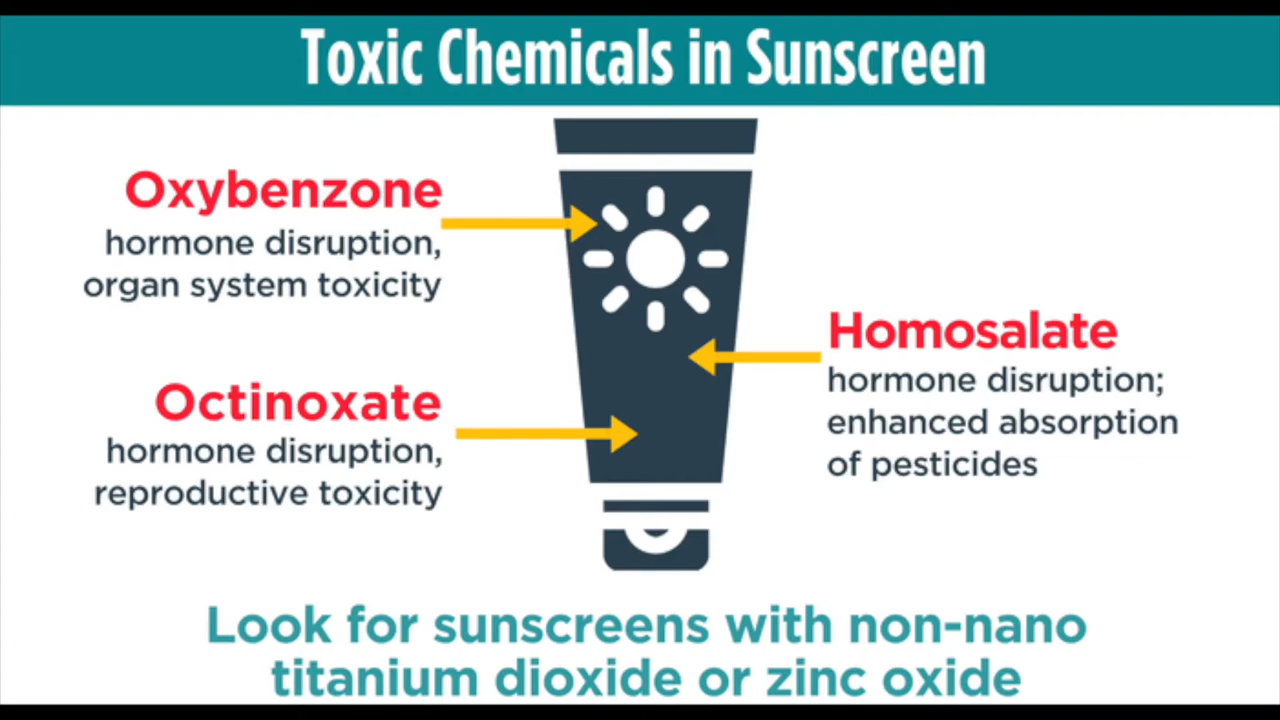 Toxic Chemicals in Sunscreen
Oxybenzone
hormone disruption,
organ system toxicity
Octinoxate
hormone disruption,
reproductive toxicity
Homosalate
hormone disruption;
enhanced absorption
of pesticides
Look for sunscreens with non-nano
titanium dioxide or zinc oxide